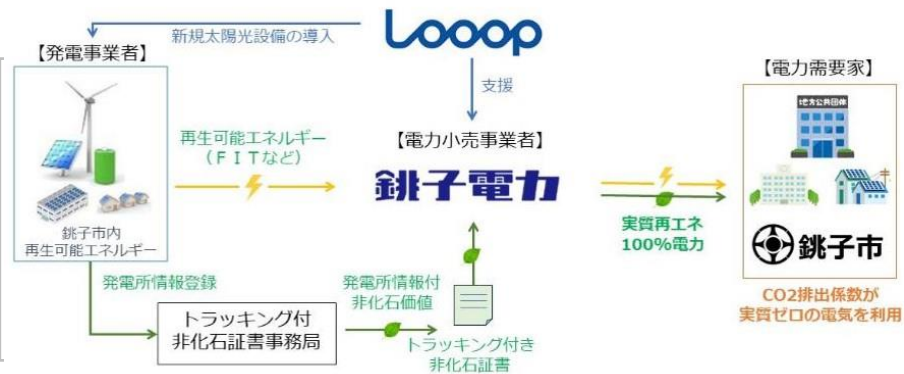 Looop
新規太陽光設備の導入
【発電事業者】
支援
【電力需要家】
地方公共団体
再生可能エネルギー
（ＦＩＴなど）
【電力小売事業者】
銚子電力
銚子市内
再生可能エネルギー
実質再エネ
100%電力
銚子市
発電所情報登録
発電所情報付
非化石価値
CO2排出係数が
実質ゼロの電気を利用
トラッキング付
非化石証書事務局
トラッキング付き
非化石証書